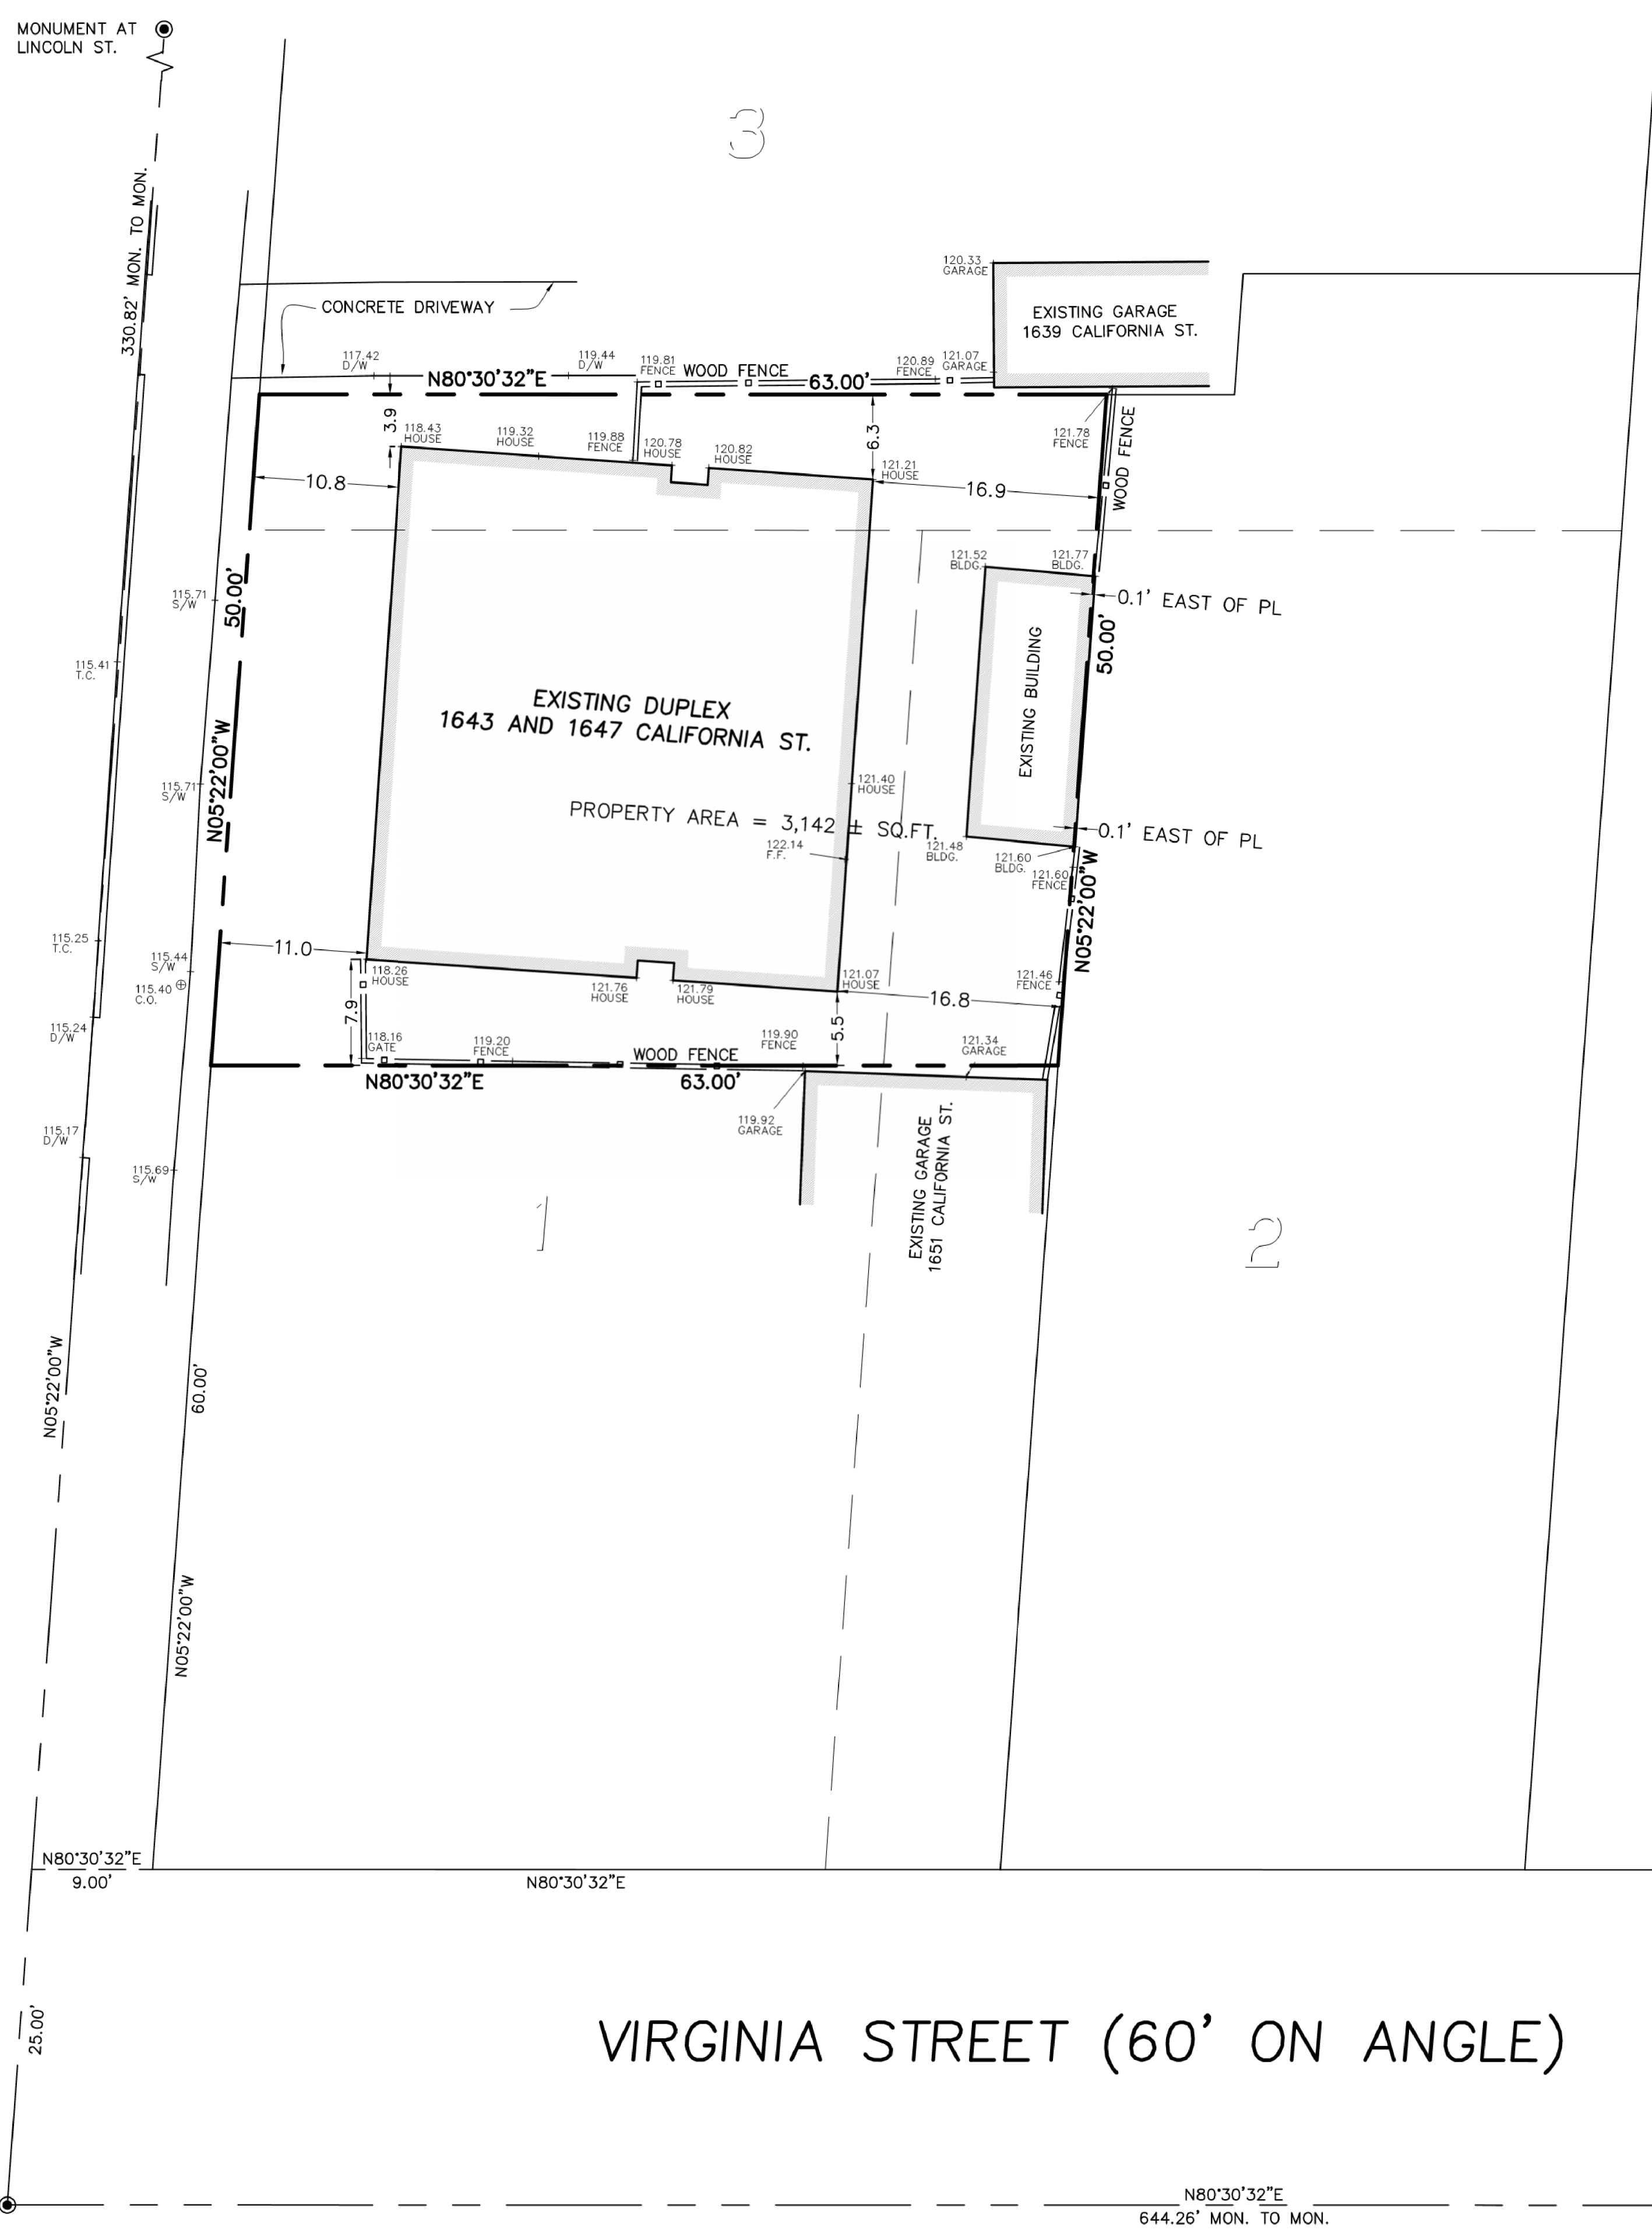 MONUMENT AT
LINCOLN ST.
3
330.82' MON. TO MON.
120.33
GARAGE
EXISTING GARAGE
1639 CALIFORNIA ST.
CONCRETE DRIVEWAY
117.42
D/W
N80°30'32"E
119.44
D/W
119.81
FENCE
WOOD FENCE
63.00'
120.89
FENCE
121.07
GARAGE
3.9
118.43
HOUSE
119.32
HOUSE
119.88
FENCE
120.78
HOUSE
120.82
HOUSE
6.3
121.21
HOUSE
121.78
FENCE
WOOD FENCE
10.8
16.9
121.52
BLDG.
121.77
BLDG.
0.1' EAST OF PL
50.00'
115.71
S/W
50.00'
115.41
T.C.
EXISTING BUILDING
EXISTING DUPLEX
1643 AND 1647 CALIFORNIA ST.
115.71
S/W
N05°22'00"W
121.40
HOUSE
PROPERTY AREA = 3,142 ± SQ.FT.
122.14
F.F.
121.48
BLDG.
0.1' EAST OF PL
121.60
BLDG.
121.60
FENCE
N05°22'00"W
115.25
T.C.
11.0
115.44
S/W
115.40
C.O.
118.26
HOUSE
121.76
HOUSE
121.79
HOUSE
121.07
HOUSE
121.46
FENCE
16.8
7.9
5.5
115.24
D/W
118.16
GATE
119.20
FENCE
WOOD FENCE
119.90
FENCE
121.34
GARAGE
N80°30'32"E
63.00'
119.92
GARAGE
115.17
D/W
115.69
S/W
EXISTING GARAGE
1651 CALIFORNIA ST.
1
2
N05°22'00"W
60.00'
N05°22'00"W
N80°30'32"E
9.00'
N80°30'32"E
25.00'
VIRGINIA STREET (60' ON ANGLE)
N80°30'32"E
644.26' MON. TO MON.